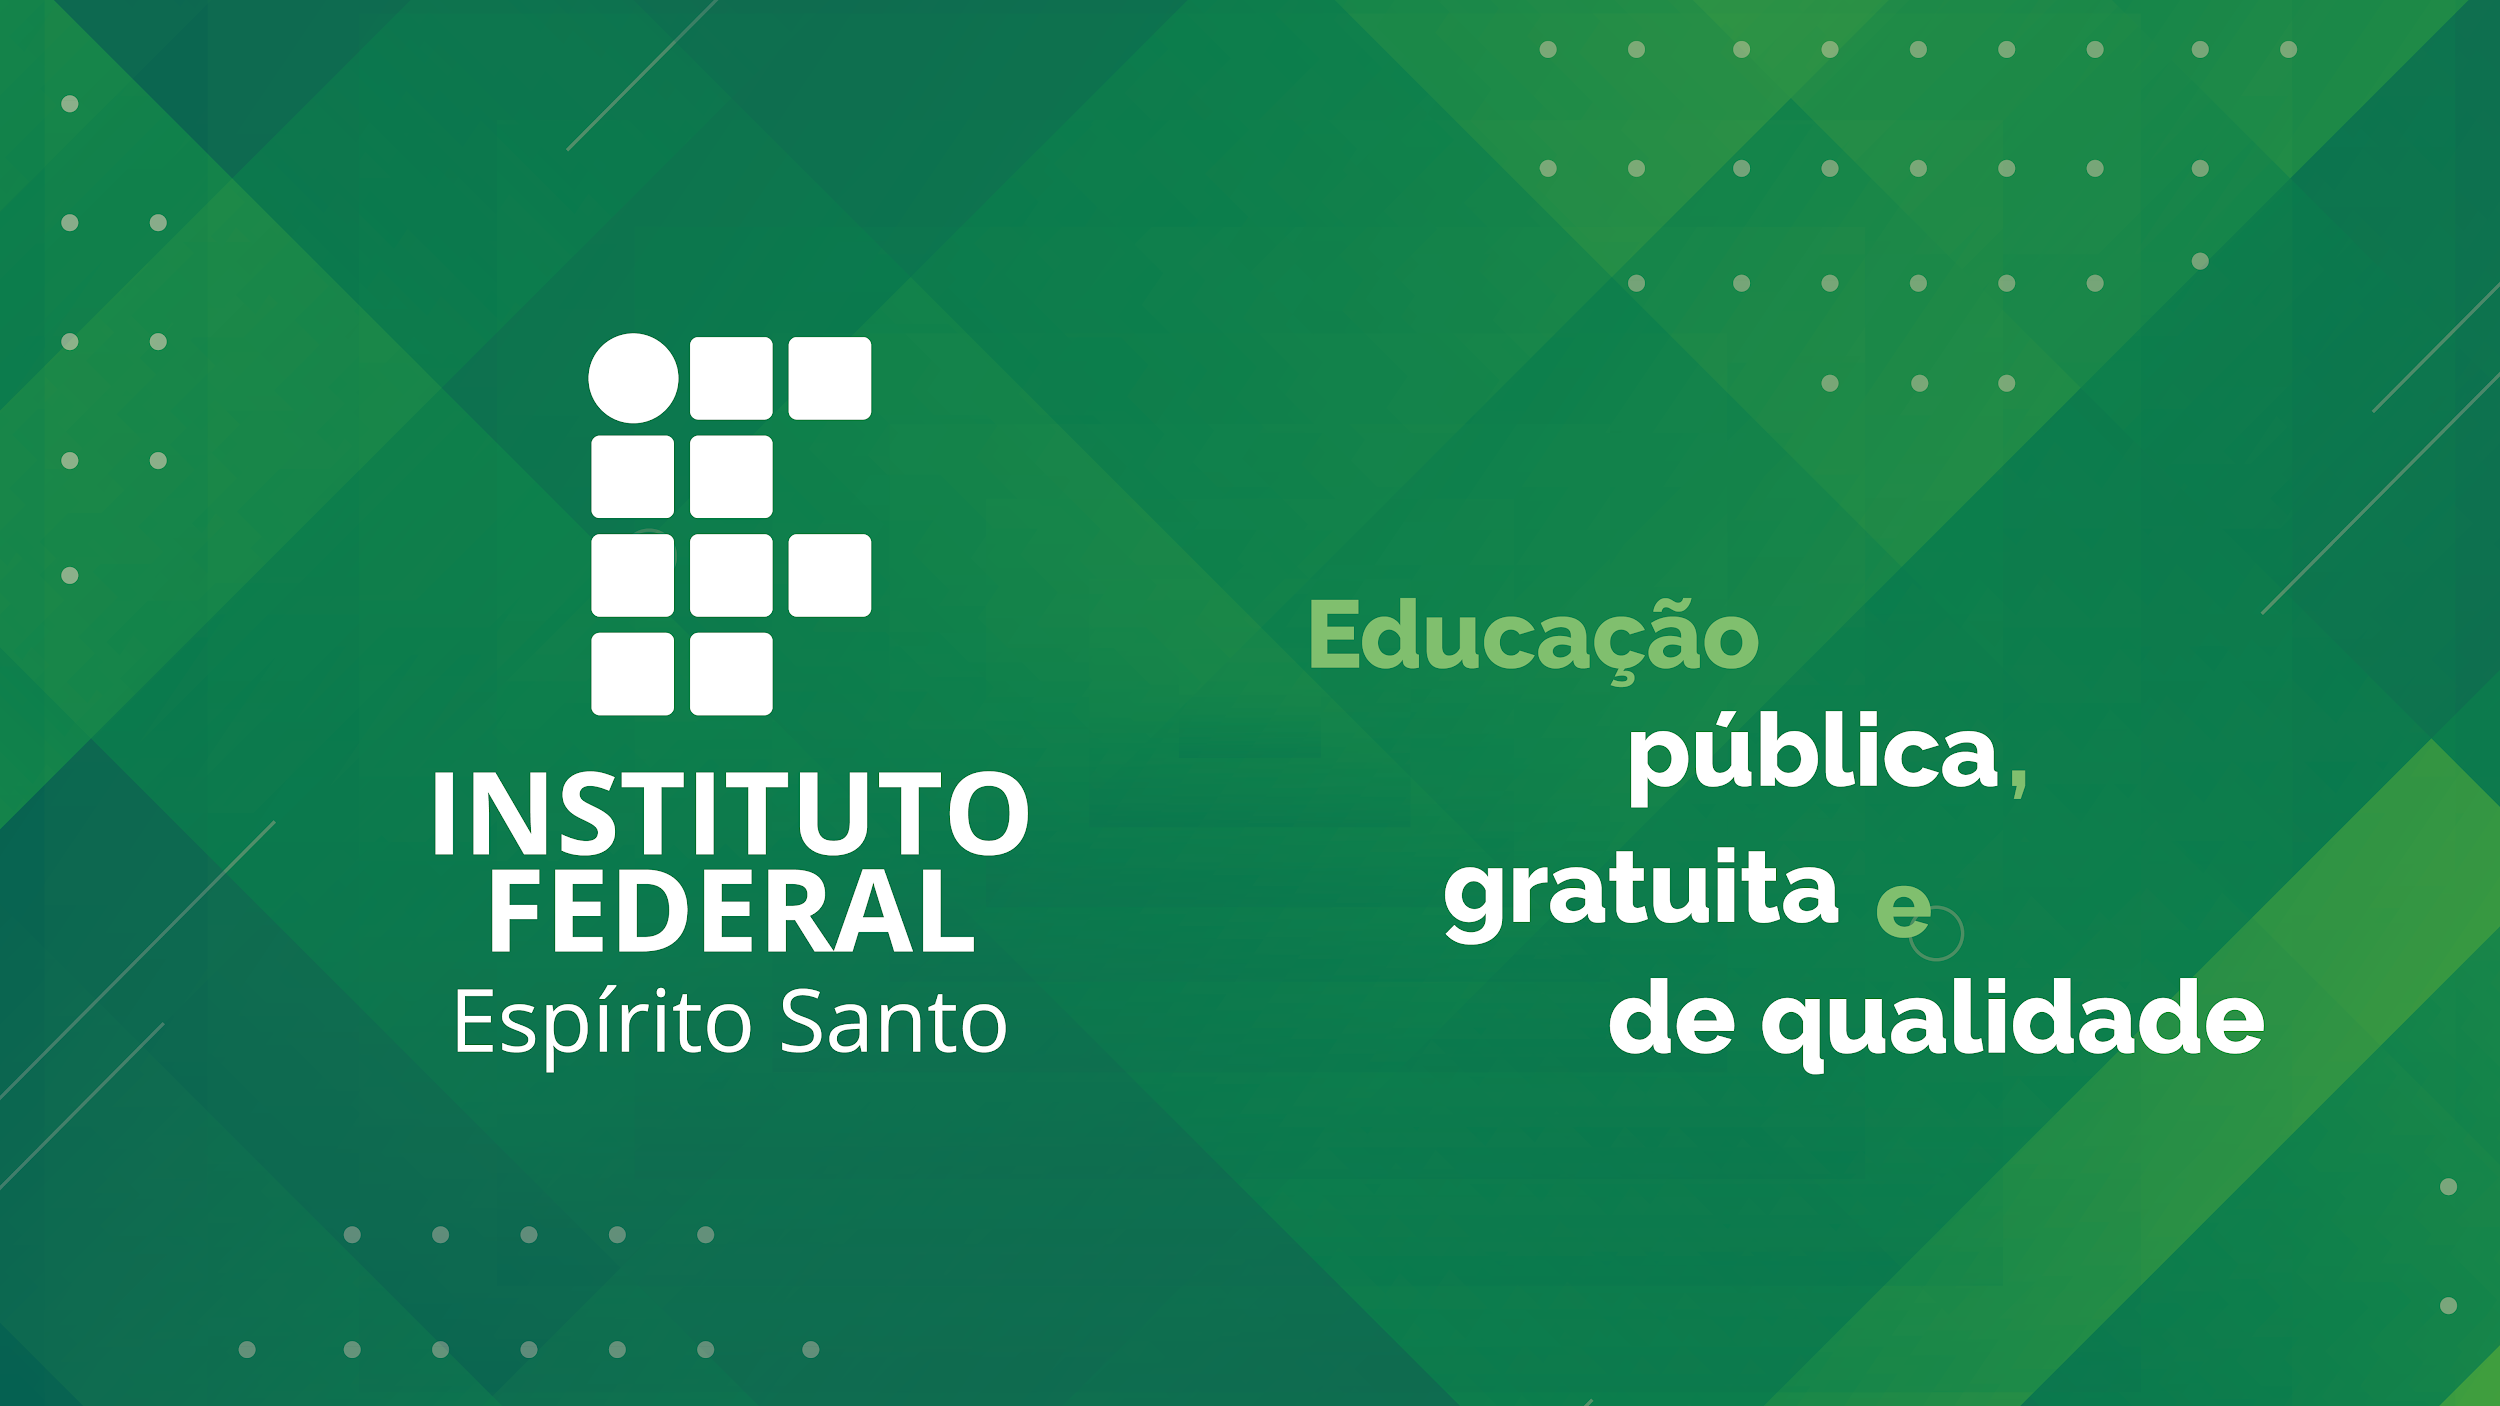 INSTITUTO
FEDERAL
Espírito Santo
Educação
pública,
gratuita e
de qualidade